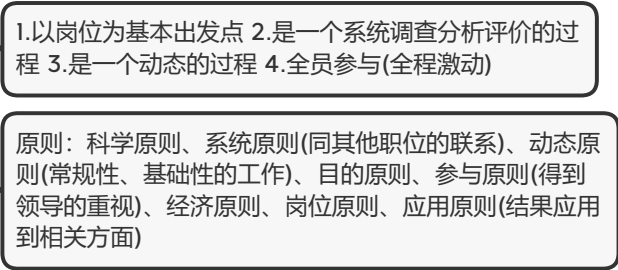 1.以岗位为基本出发点 2.是一个系统调查分析评价的过
程 3.是一个动态的过程 4.全员参与(全程激动)
原则：科学原则、系统原则(同其他职位的联系)、动态原
则(常规性、基础性的工作)、目的原则、参与原则(得到
领导的重视)、经济原则、岗位原则、应用原则(结果应用
到相关方面)